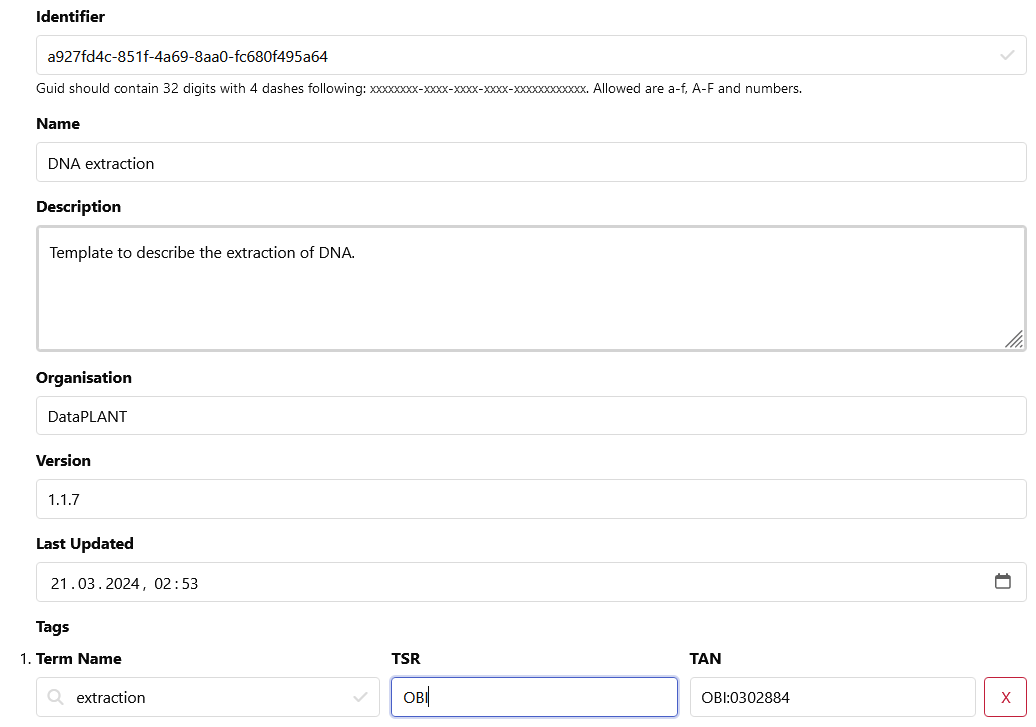 Identifier
a927fd4c-851f-4a69-8aa0-fc680f495a64
Guid should contain 32 digits with 4 dashes following: xxxxxxxx-xxxx-xxxx-xxxx-xxxxxxxxxxxx. Allowed are a-f, A-F and numbers.
Name
DNA extraction
Description
Template to describe the extraction of DNA.
Organisation
DataPLANT
Version
1.1.7
Last Updated
21.03.2024, 02:53
Tags
1. Term Name TSR TAN
extraction OBI OBI:0302884 X